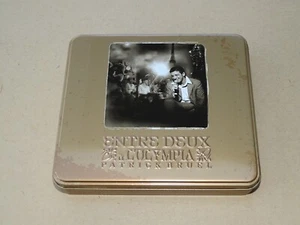 ENTRE DEUX
À L'OLYMPIA
PATRICK BRUEL